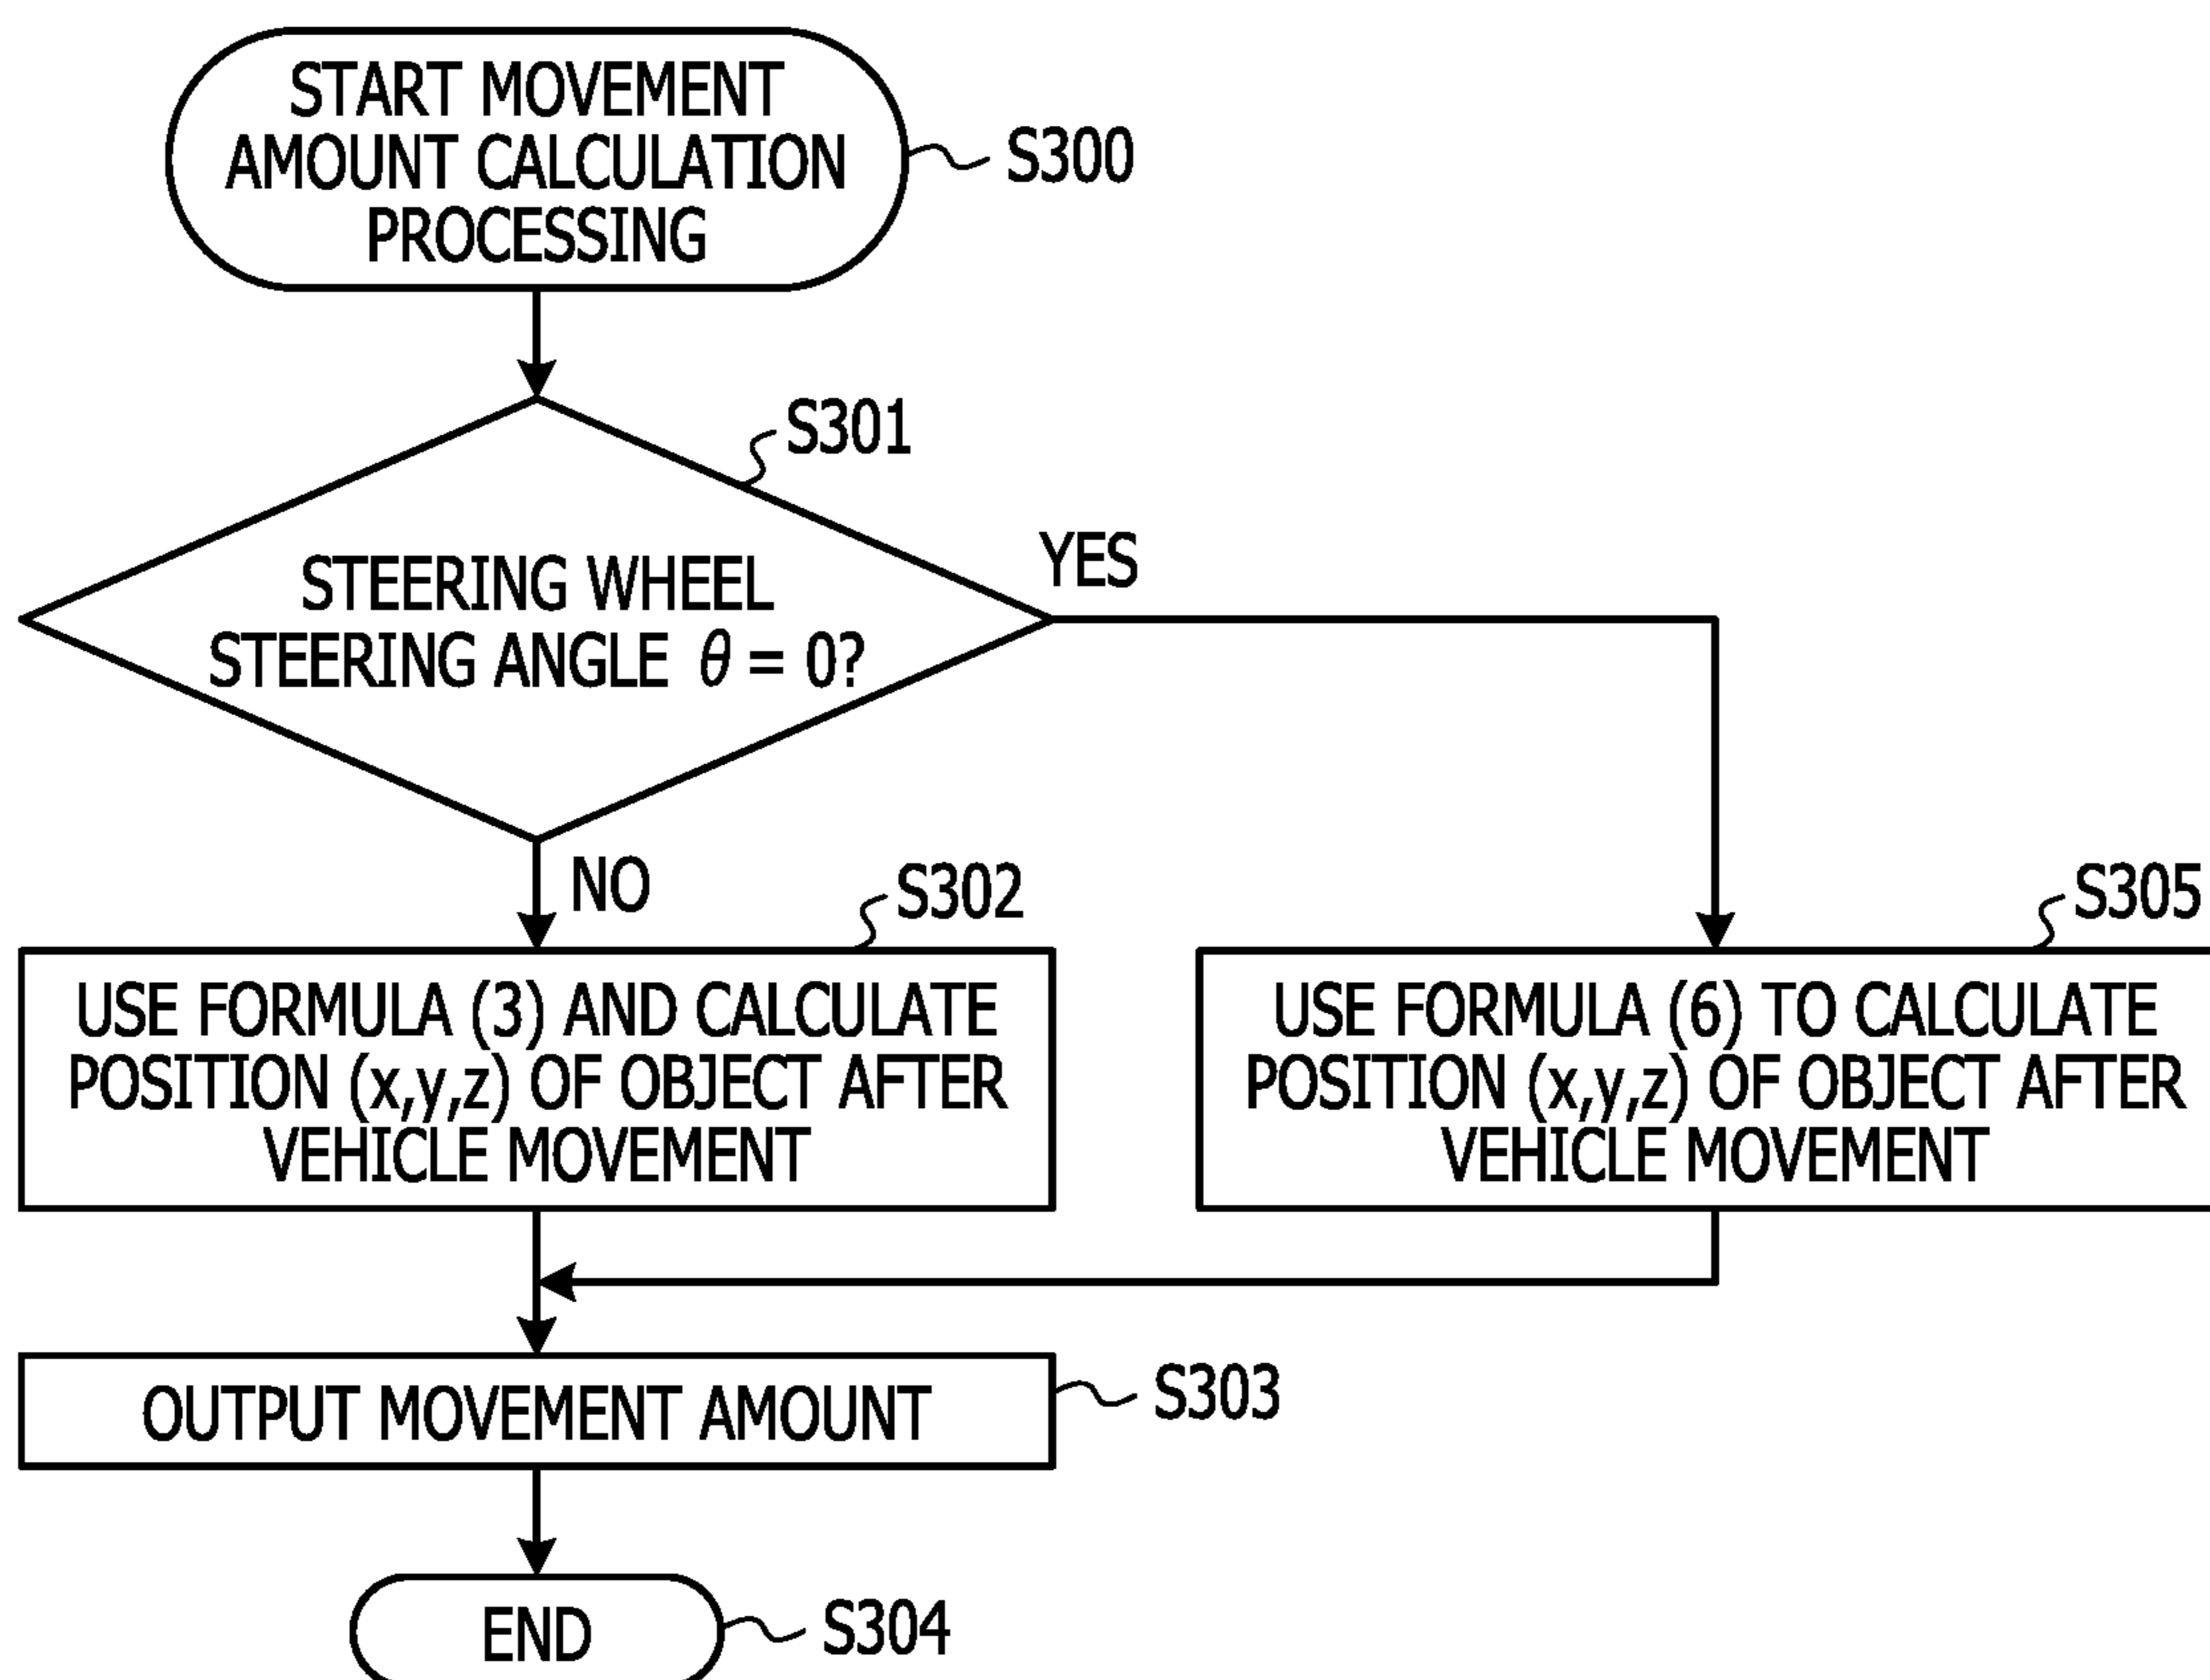 START MOVEMENT
AMOUNT CALCULATION
PROCESSING
S300
S301
STEERING WHEEL
STEERING ANGLE θ = 0?
YES
NO
S302
USE FORMULA (3) AND CALCULATE
POSITION (x,y,z) OF OBJECT AFTER
VEHICLE MOVEMENT
S305
USE FORMULA (6) TO CALCULATE
POSITION (x,y,z) OF OBJECT AFTER
VEHICLE MOVEMENT
OUTPUT MOVEMENT AMOUNT
S303
END
S304